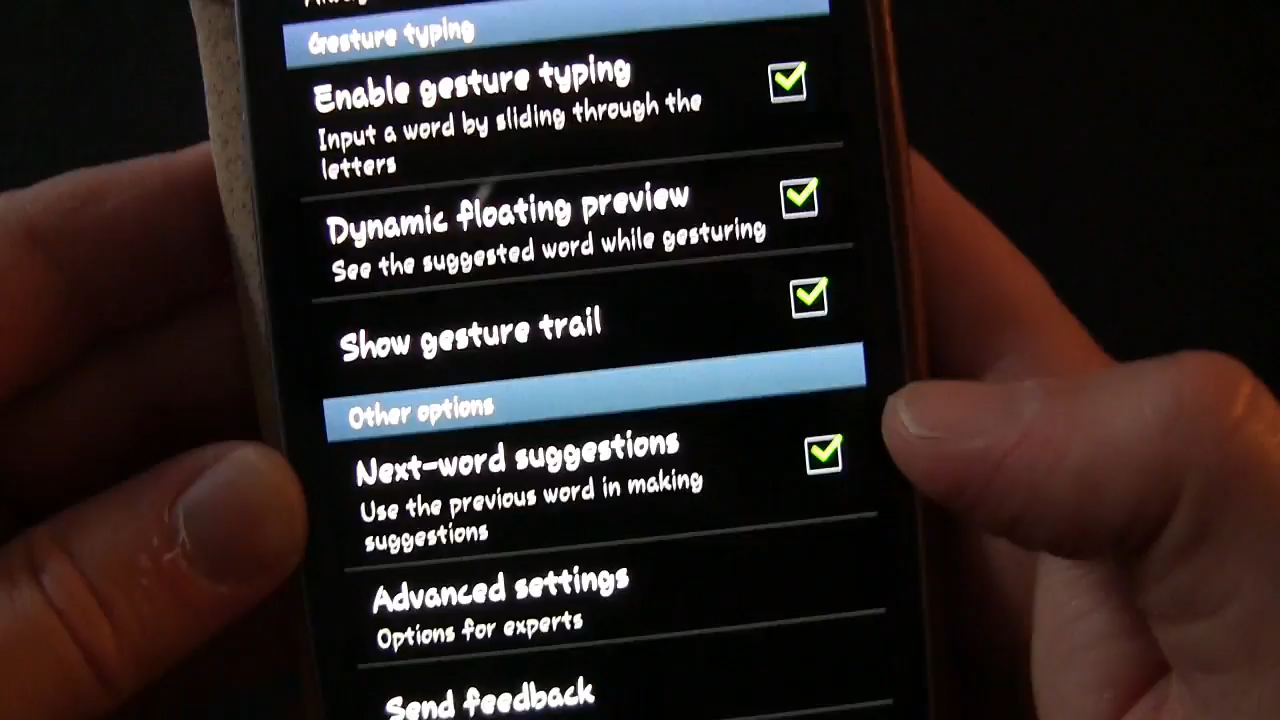 Gesture typing
Enable gesture typing
Input a word by sliding through the
letters
Dynamic floating preview
See the suggested word while gesturing
Show gesture trail
Other options
Next-word suggestions
Use the previous word in making
suggestions
Advanced settings
Options for experts
Send feedback